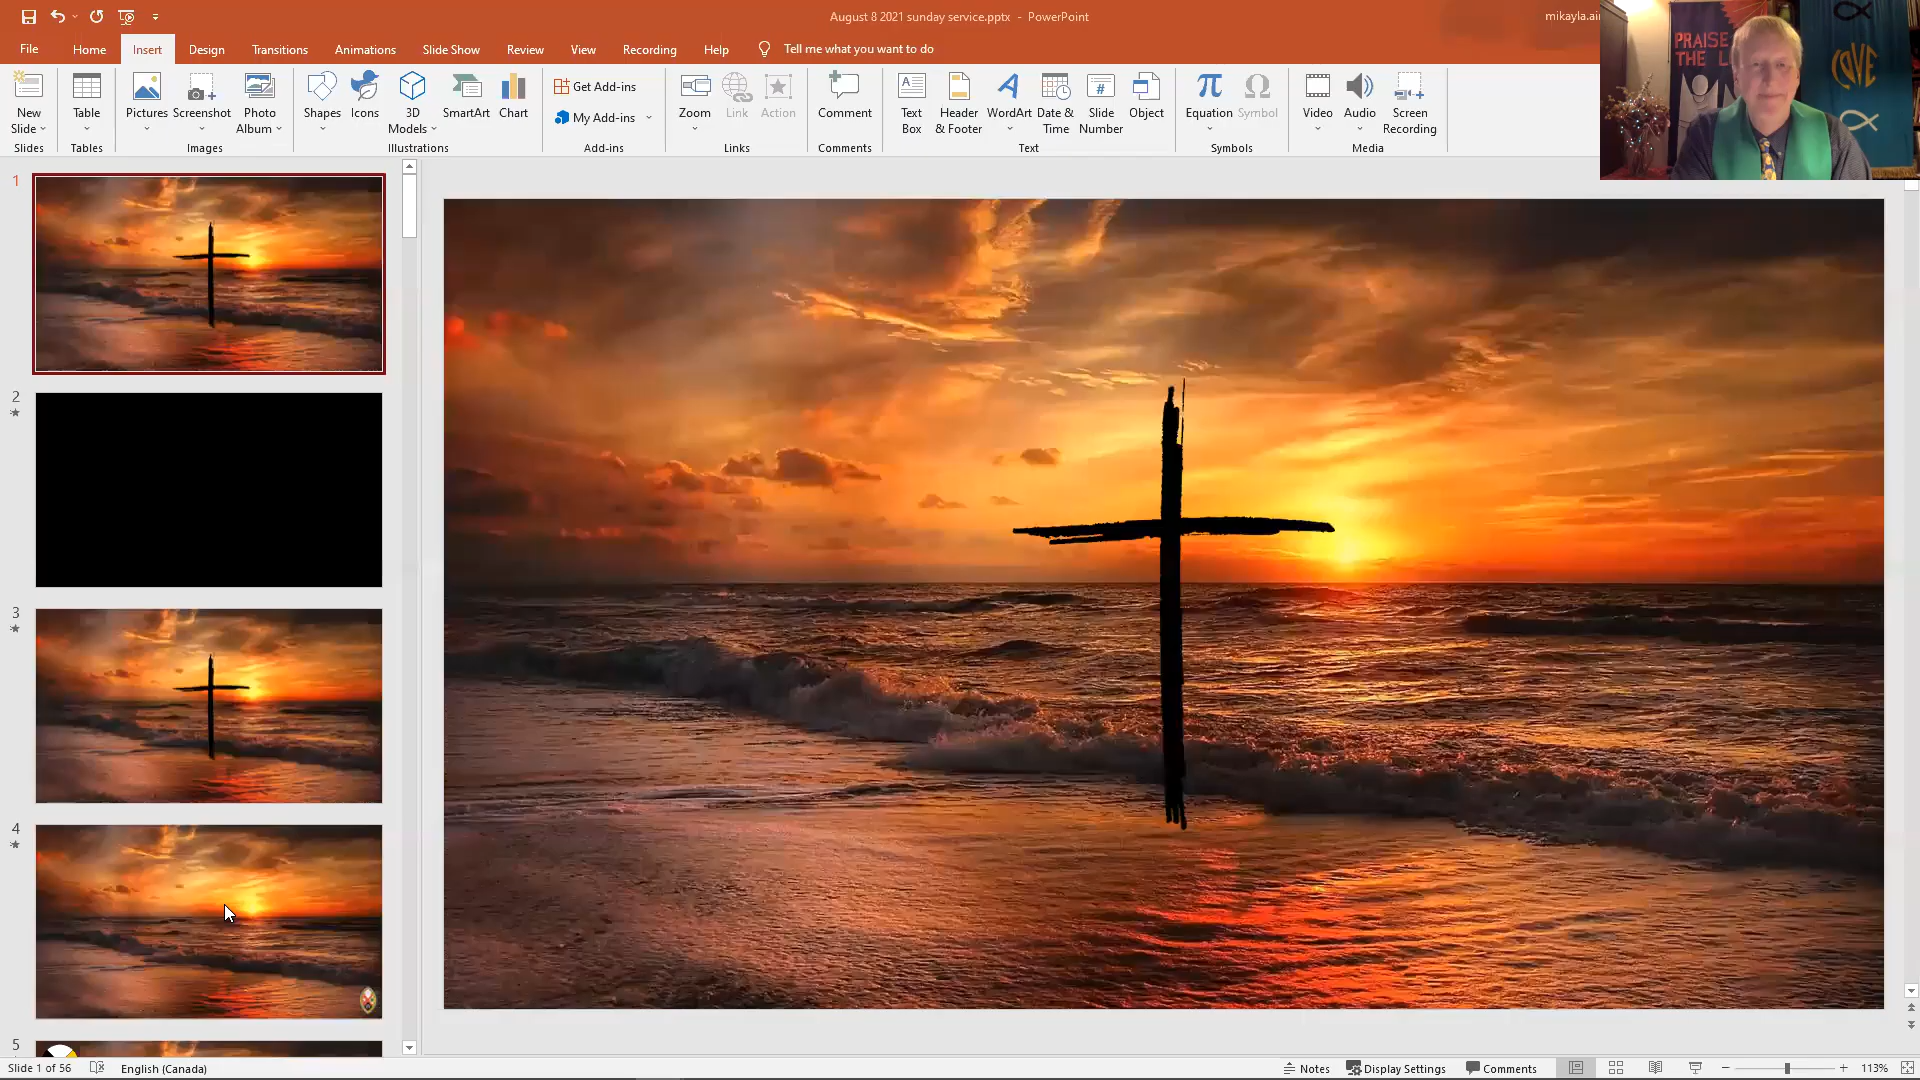 August 8 2021 sunday service.pptx - PowerPoint
File Home Insert Design Transitions Animations Slide Show Review View Recording Help Tell me what you want to do
New Slide
Table
Pictures
Screenshot
Photo Album
Shapes
Icons
3D Models
SmartArt
Chart
Get Add-ins
My Add-ins
Zoom
Link
Action
Comment
Text Box
Header & Footer
WordArt
Date & Time
Slide Number
Object
Equation
Symbol
Video
Audio
Screen Recording
Slides Tables Images Illustrations Add-ins Links Comments Text Symbols Media
PRAISE
THE
LOVE
1
2
3
4
5
Slide 1 of 56 English (Canada) Notes Display Settings Comments 113%